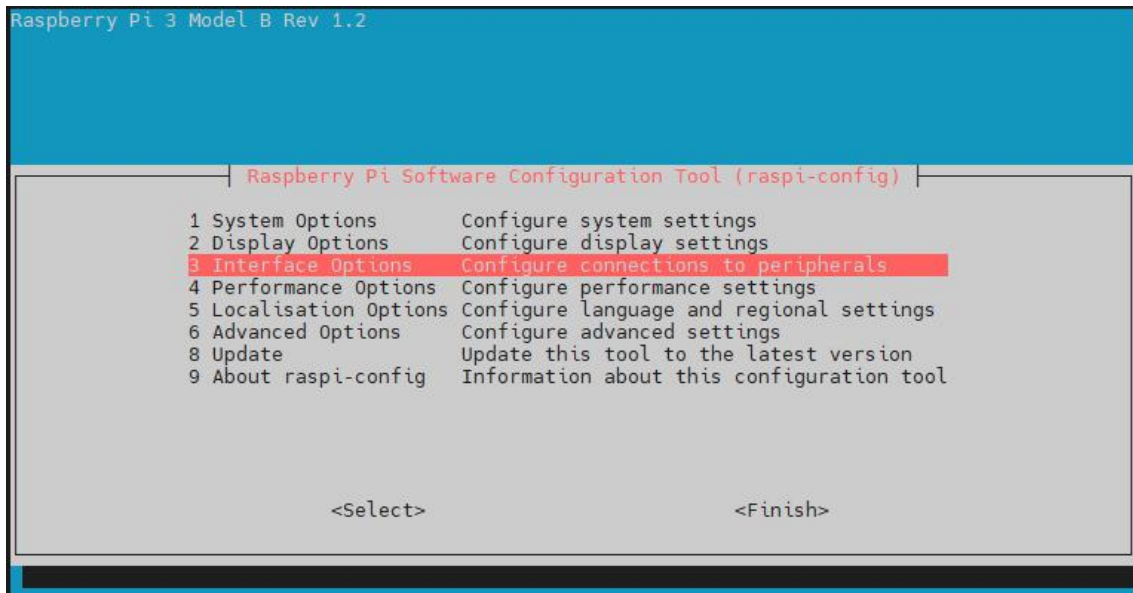 Raspberry Pi 3 Model B Rev 1.2
Raspberry Pi Software Configuration Tool (raspi-config)
1 System Options Configure system settings
2 Display Options Configure display settings
3 Interface Options Configure connections to peripherals
4 Performance Options Configure performance settings
5 Localisation Options Configure language and regional settings
6 Advanced Options Configure advanced settings
8 Update Update this tool to the latest version
9 About raspi-config Information about this configuration tool
<Select> <Finish>